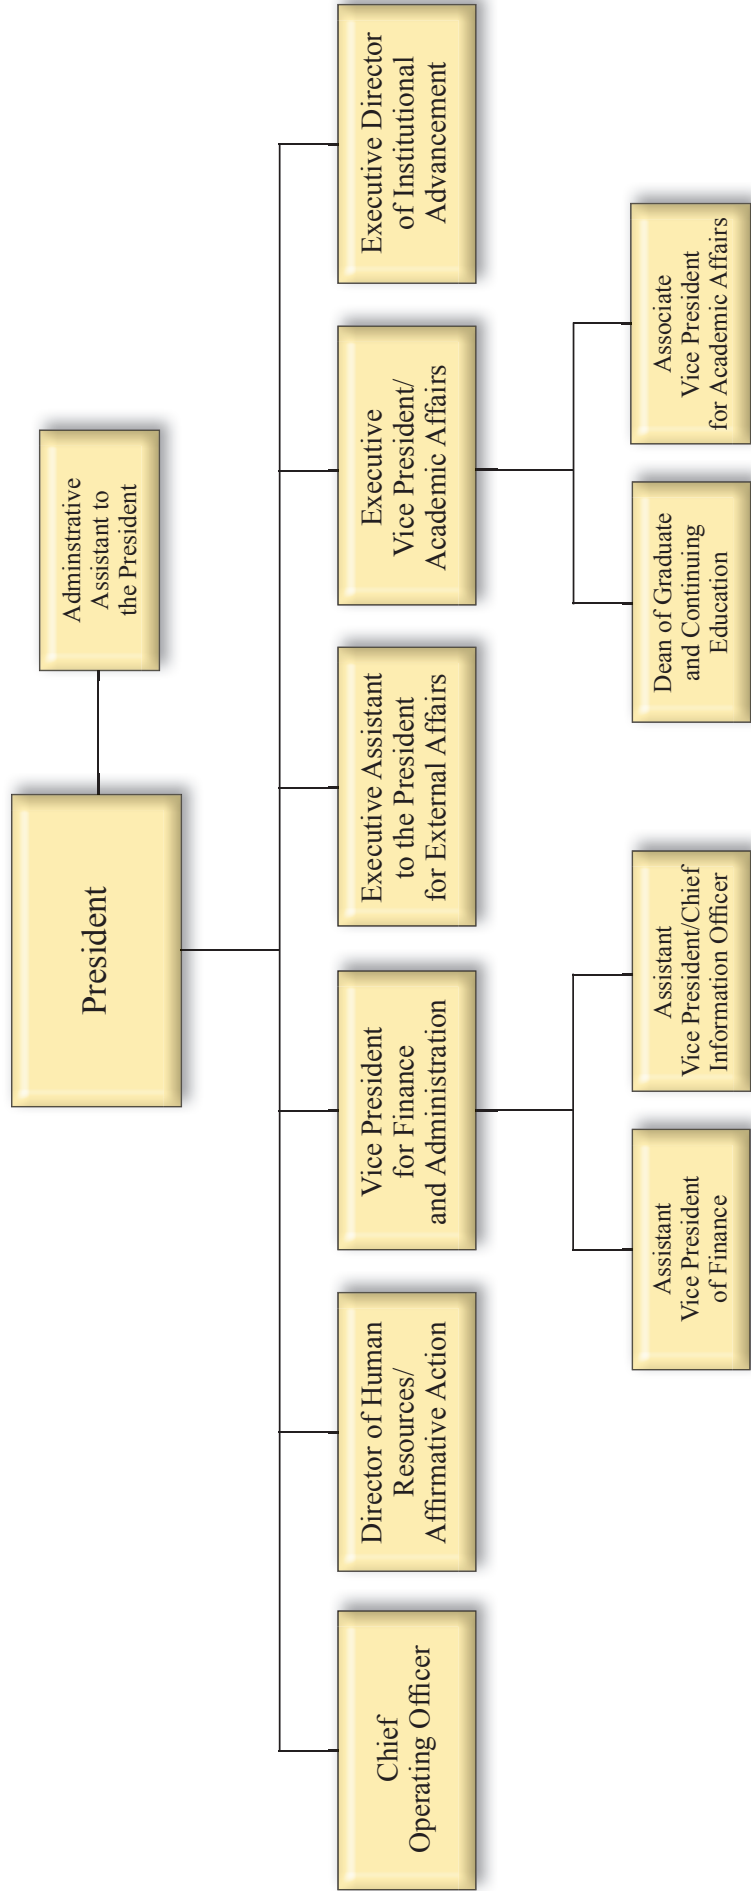 President
Adminstrative
Assistant to
the President
Chief
Operating Officer
Director of Human
Resources/
Affirmative Action
Vice President
for Finance
and Administration
Executive Assistant
to the President
for External Affairs
Executive
Vice President/
Academic Affairs
Executive Director
of Institutional
Advancement
Assistant
Vice President
of Finance
Assistant
Vice President/Chief
Information Officer
Dean of Graduate
and Continuing
Education
Associate
Vice President
for Academic Affairs